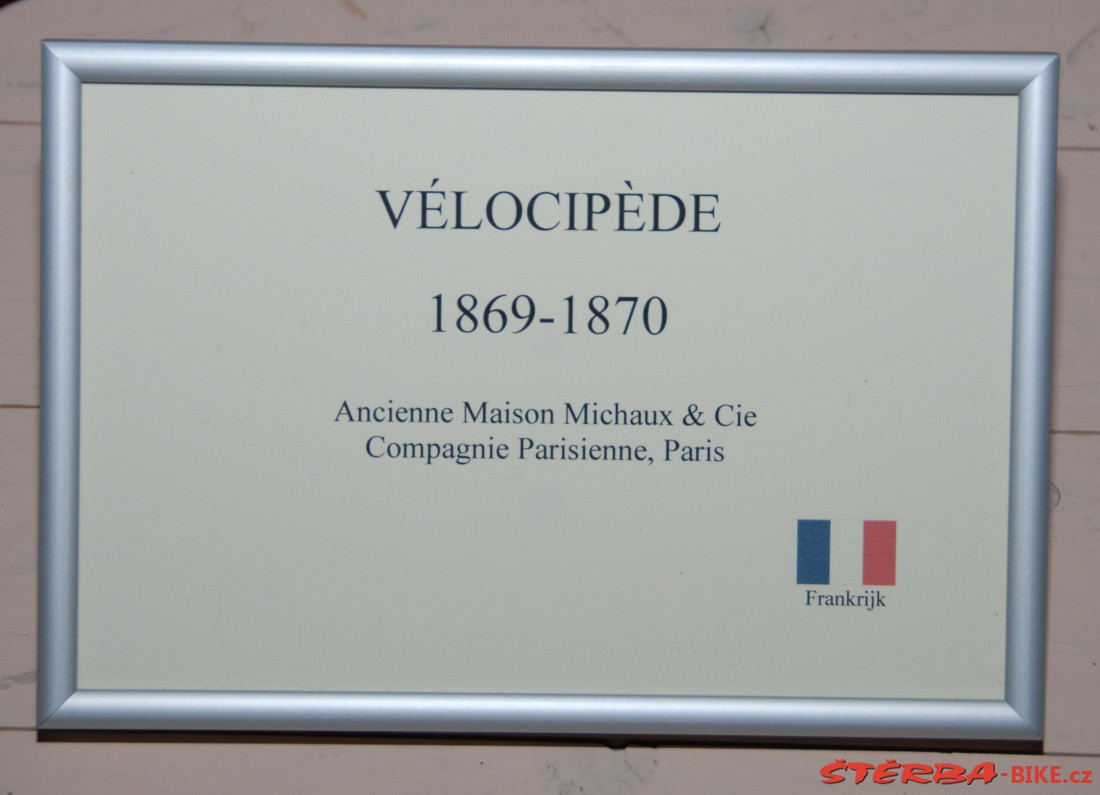 VÉLOCIPÈDE
1869-1870
Ancienne Maison Michaux & Cie
Compagnie Parisienne, Paris
Frankrijk
ŠTĚRBA-BIKE.cz